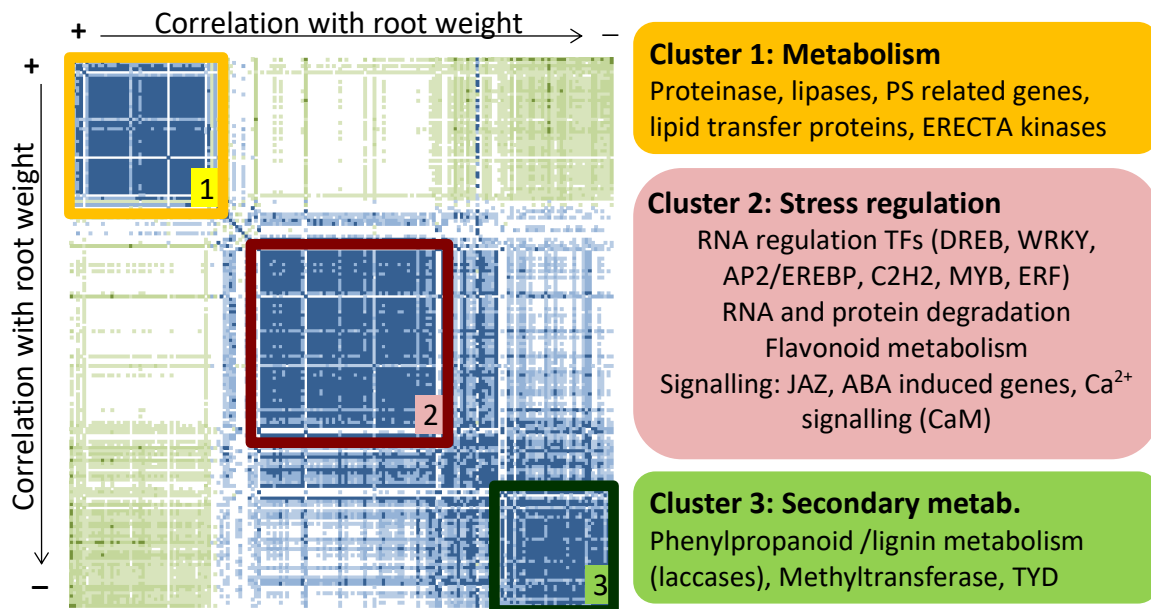 Correlation with root weight
+
–
+
Correlation with root weight
–
1
2
3
Cluster 1: Metabolism
Proteinase, lipases, PS related genes,
lipid transfer proteins, ERECTA kinases
Cluster 2: Stress regulation
RNA regulation TFs (DREB, WRKY,
AP2/EREBP, C2H2, MYB, ERF)
RNA and protein degradation
Flavonoid metabolism
Signalling: JAZ, ABA induced genes, Ca²⁺
signalling (CaM)
Cluster 3: Secondary metab.
Phenylpropanoid /lignin metabolism
(laccases), Methyltransferase, TYD